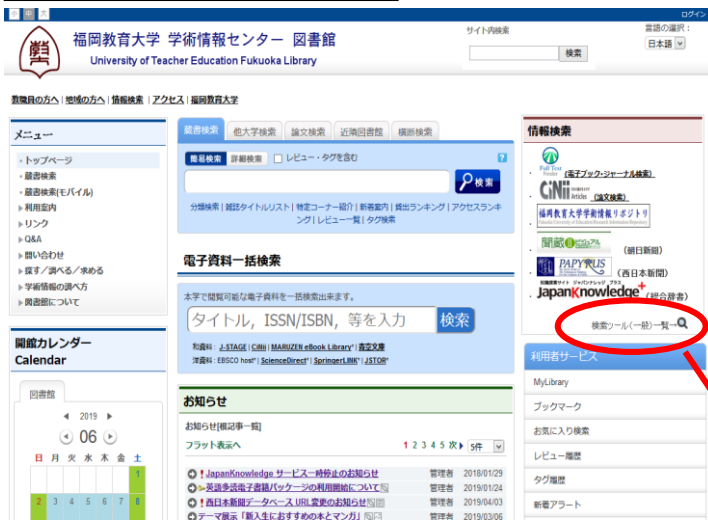 小 中 大
ログイン
福岡教育大学 学術情報センター 図書館
University of Teacher Education Fukuoka Library
サイト内検索
検索
言語の選択：
日本語
教職員の方へ | 地域の方へ | 情報検索 | アクセス | 福岡教育大学
メニュー
トップページ
蔵書検索
蔵書検索(モバイル)
利用案内
リンク
Q&A
問い合わせ
探す／調べる／求める
学術情報の調べ方
図書館について
開館カレンダー
Calendar
図書館
2019
06
日 月 火 水 木 金 土
1
2 3 4 5 6 7 8
蔵書検索 他大学検索 論文検索 近隣図書館 横断検索
簡易検索 詳細検索 レビュー・タグを含む
検索
分類検索 | 雑誌タイトルリスト | 特定コーナー紹介 | 新着案内 | 貸出ランキング | アクセスランキ
ング | レビュー一覧 | タグ検索
電子資料一括検索
本学で閲覧可能な電子資料を一括検索出来ます。
タイトル, ISSN/ISBN, 等を入力 検索
和資料： J-STAGE | CiNii | MARUZEN eBook Library* | 青空文庫
洋資料：EBSCO host* | ScienceDirect* | SpringerLINK* | JSTOR*
お知らせ
お知らせ[根記事一覧]
フラット表示へ
1 2 3 4 5 次 5件
JapanKnowledge サービス一時停止のお知らせ 管理者 2018/01/29
英語多読電子書籍パッケージの利用開始について 管理者 2019/01/24
西日本新聞データベース URL変更のお知らせ 管理者 2019/04/03
テーマ展示「新入生におすすめの本とマンガ」 管理者 2019/03/06
情報検索
Full Text Finder (電子ブック・ジャーナル検索)
CiNii Articles (論文検索)
福岡教育大学学術情報リポジトリ
聞蔵Ⅱビジュアル (朝日新聞)
PAPYRUS (西日本新聞)
JapanKnowledge+ (総合辞書)
検索ツール(一般)一覧→
利用者サービス
MyLibrary
ブックマーク
お気に入り検索
レビュー履歴
タグ履歴
新着アラート